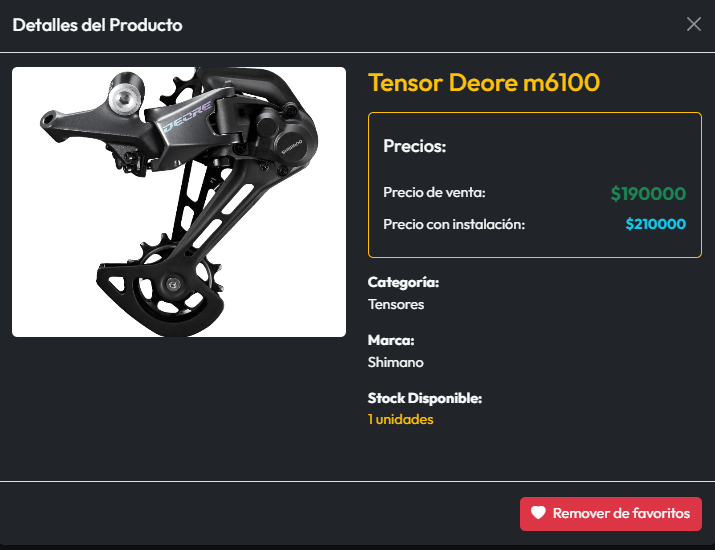 Detalles del Producto
DEORE
SHIMANO
Tensor Deore m6100
Precios:
Precio de venta: $190000
Precio con instalación: $210000
Categoría:
Tensores
Marca:
Shimano
Stock Disponible:
1 unidades
Remover de favoritos